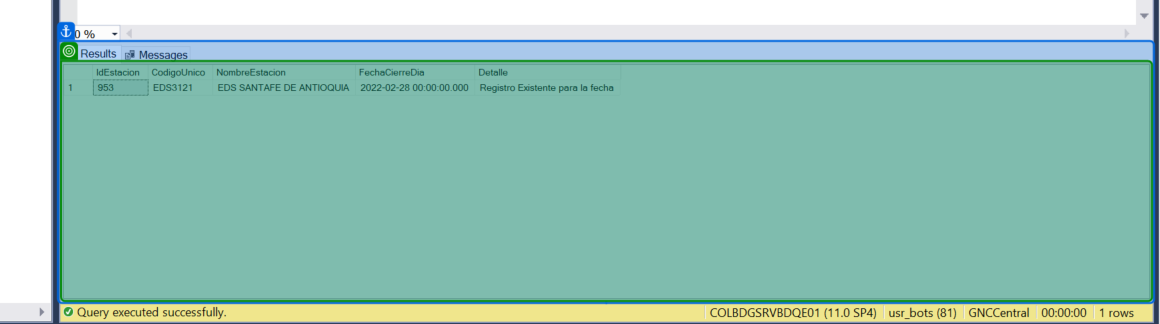 0 %
Results Messages
IdEstacion CodigoUnico NombreEstacion FechaCierreDia Detalle
1 953 EDS3121 EDS SANTAFE DE ANTIOQUIA 2022-02-28 00:00:00.000 Registro Existente para la fecha
Query executed successfully. COLBDGSRVBDQE01 (11.0 SP4) usr_bots (81) GNCCentral 00:00:00 1 rows